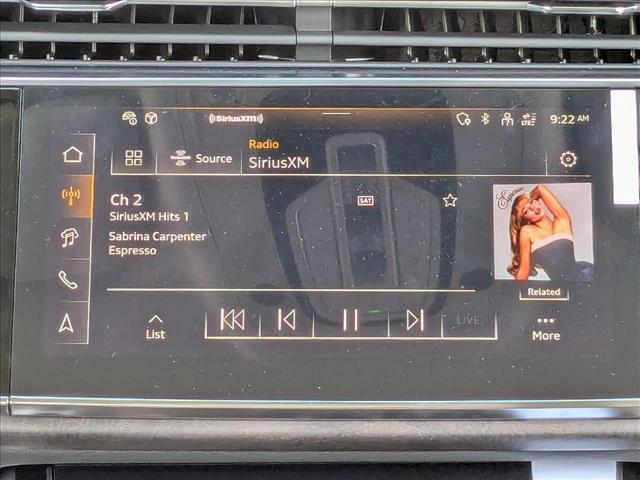 ((SiriusXM))
LTE
9:22 AM
Radio
Source
SiriusXM
Ch 2
SAT
SiriusXM Hits 1
Sabrina Carpenter
Espresso
Espresso
Related
List
LIVE
More